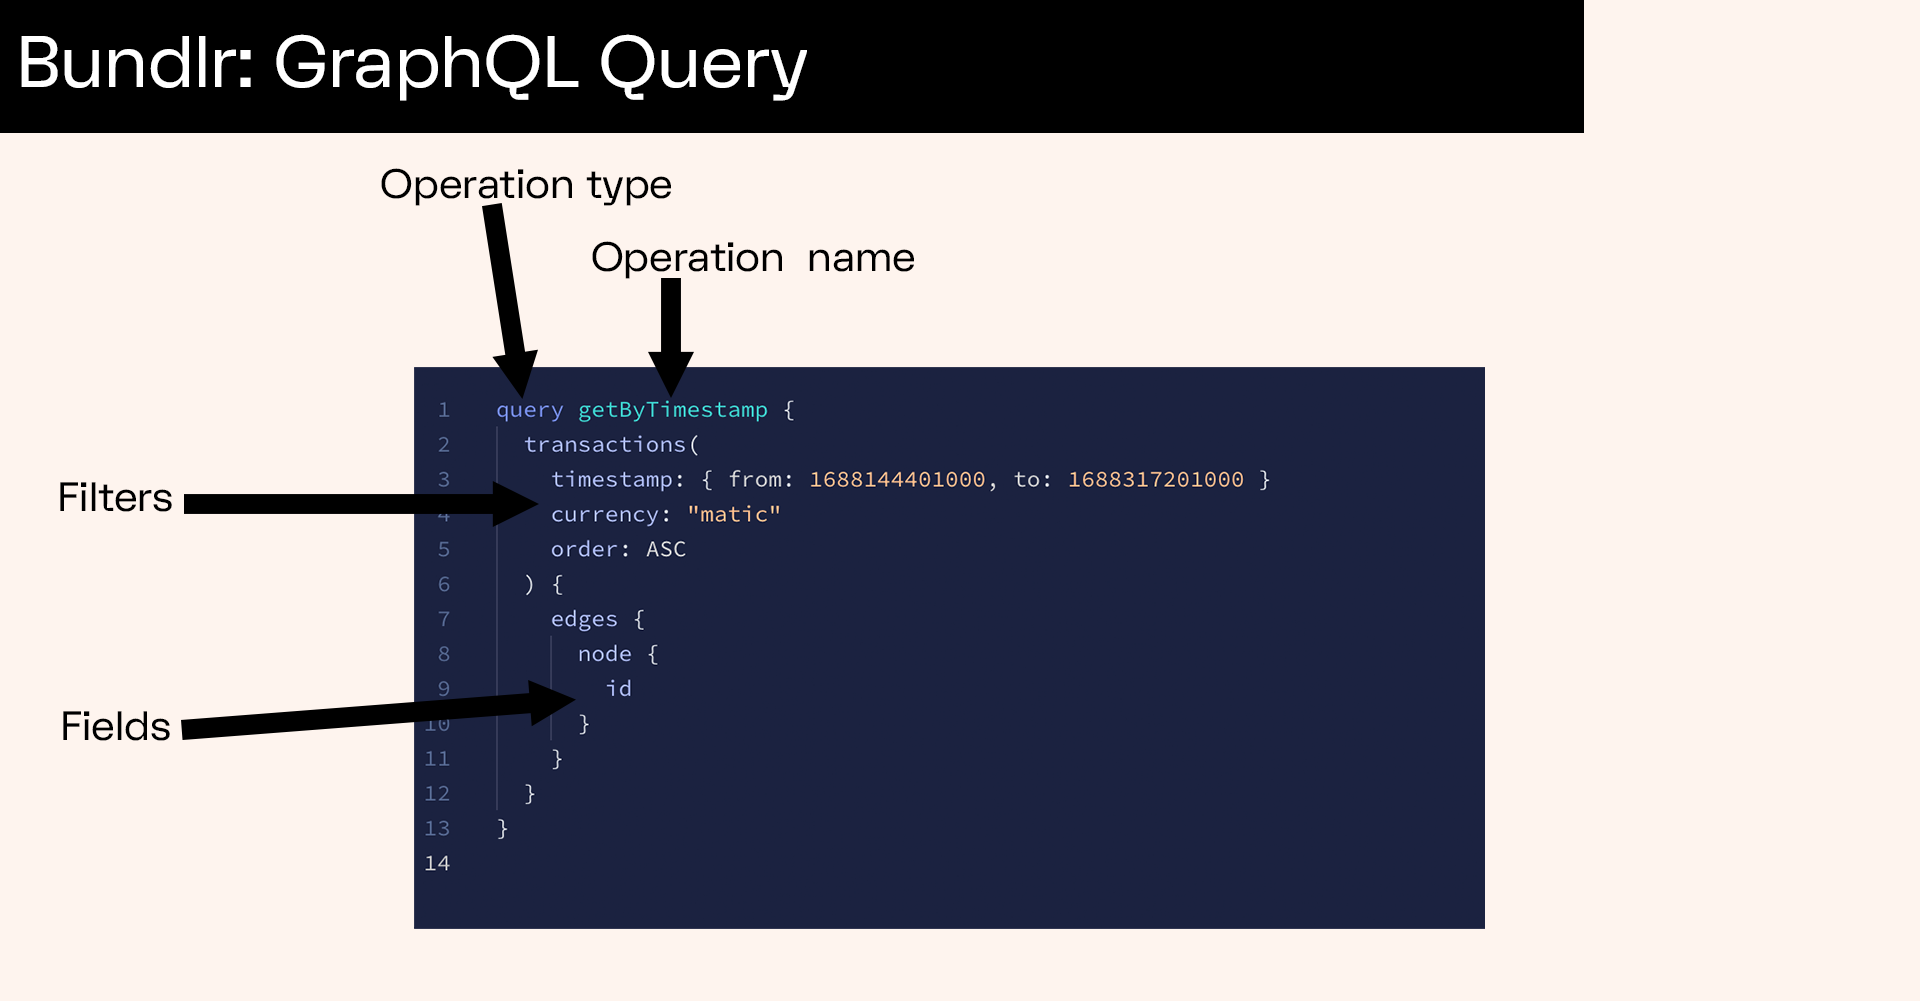 Bundlr: GraphQL Query
Operation type
Operation name
Filters
Fields
1 query getByTimestamp {
2 transactions(
3 timestamp: { from: 1688144401000, to: 1688317201000 }
4 currency: "matic"
5 order: ASC
6 ) {
7 edges {
8 node {
9 id
10 }
11 }
12 }
13 }
14